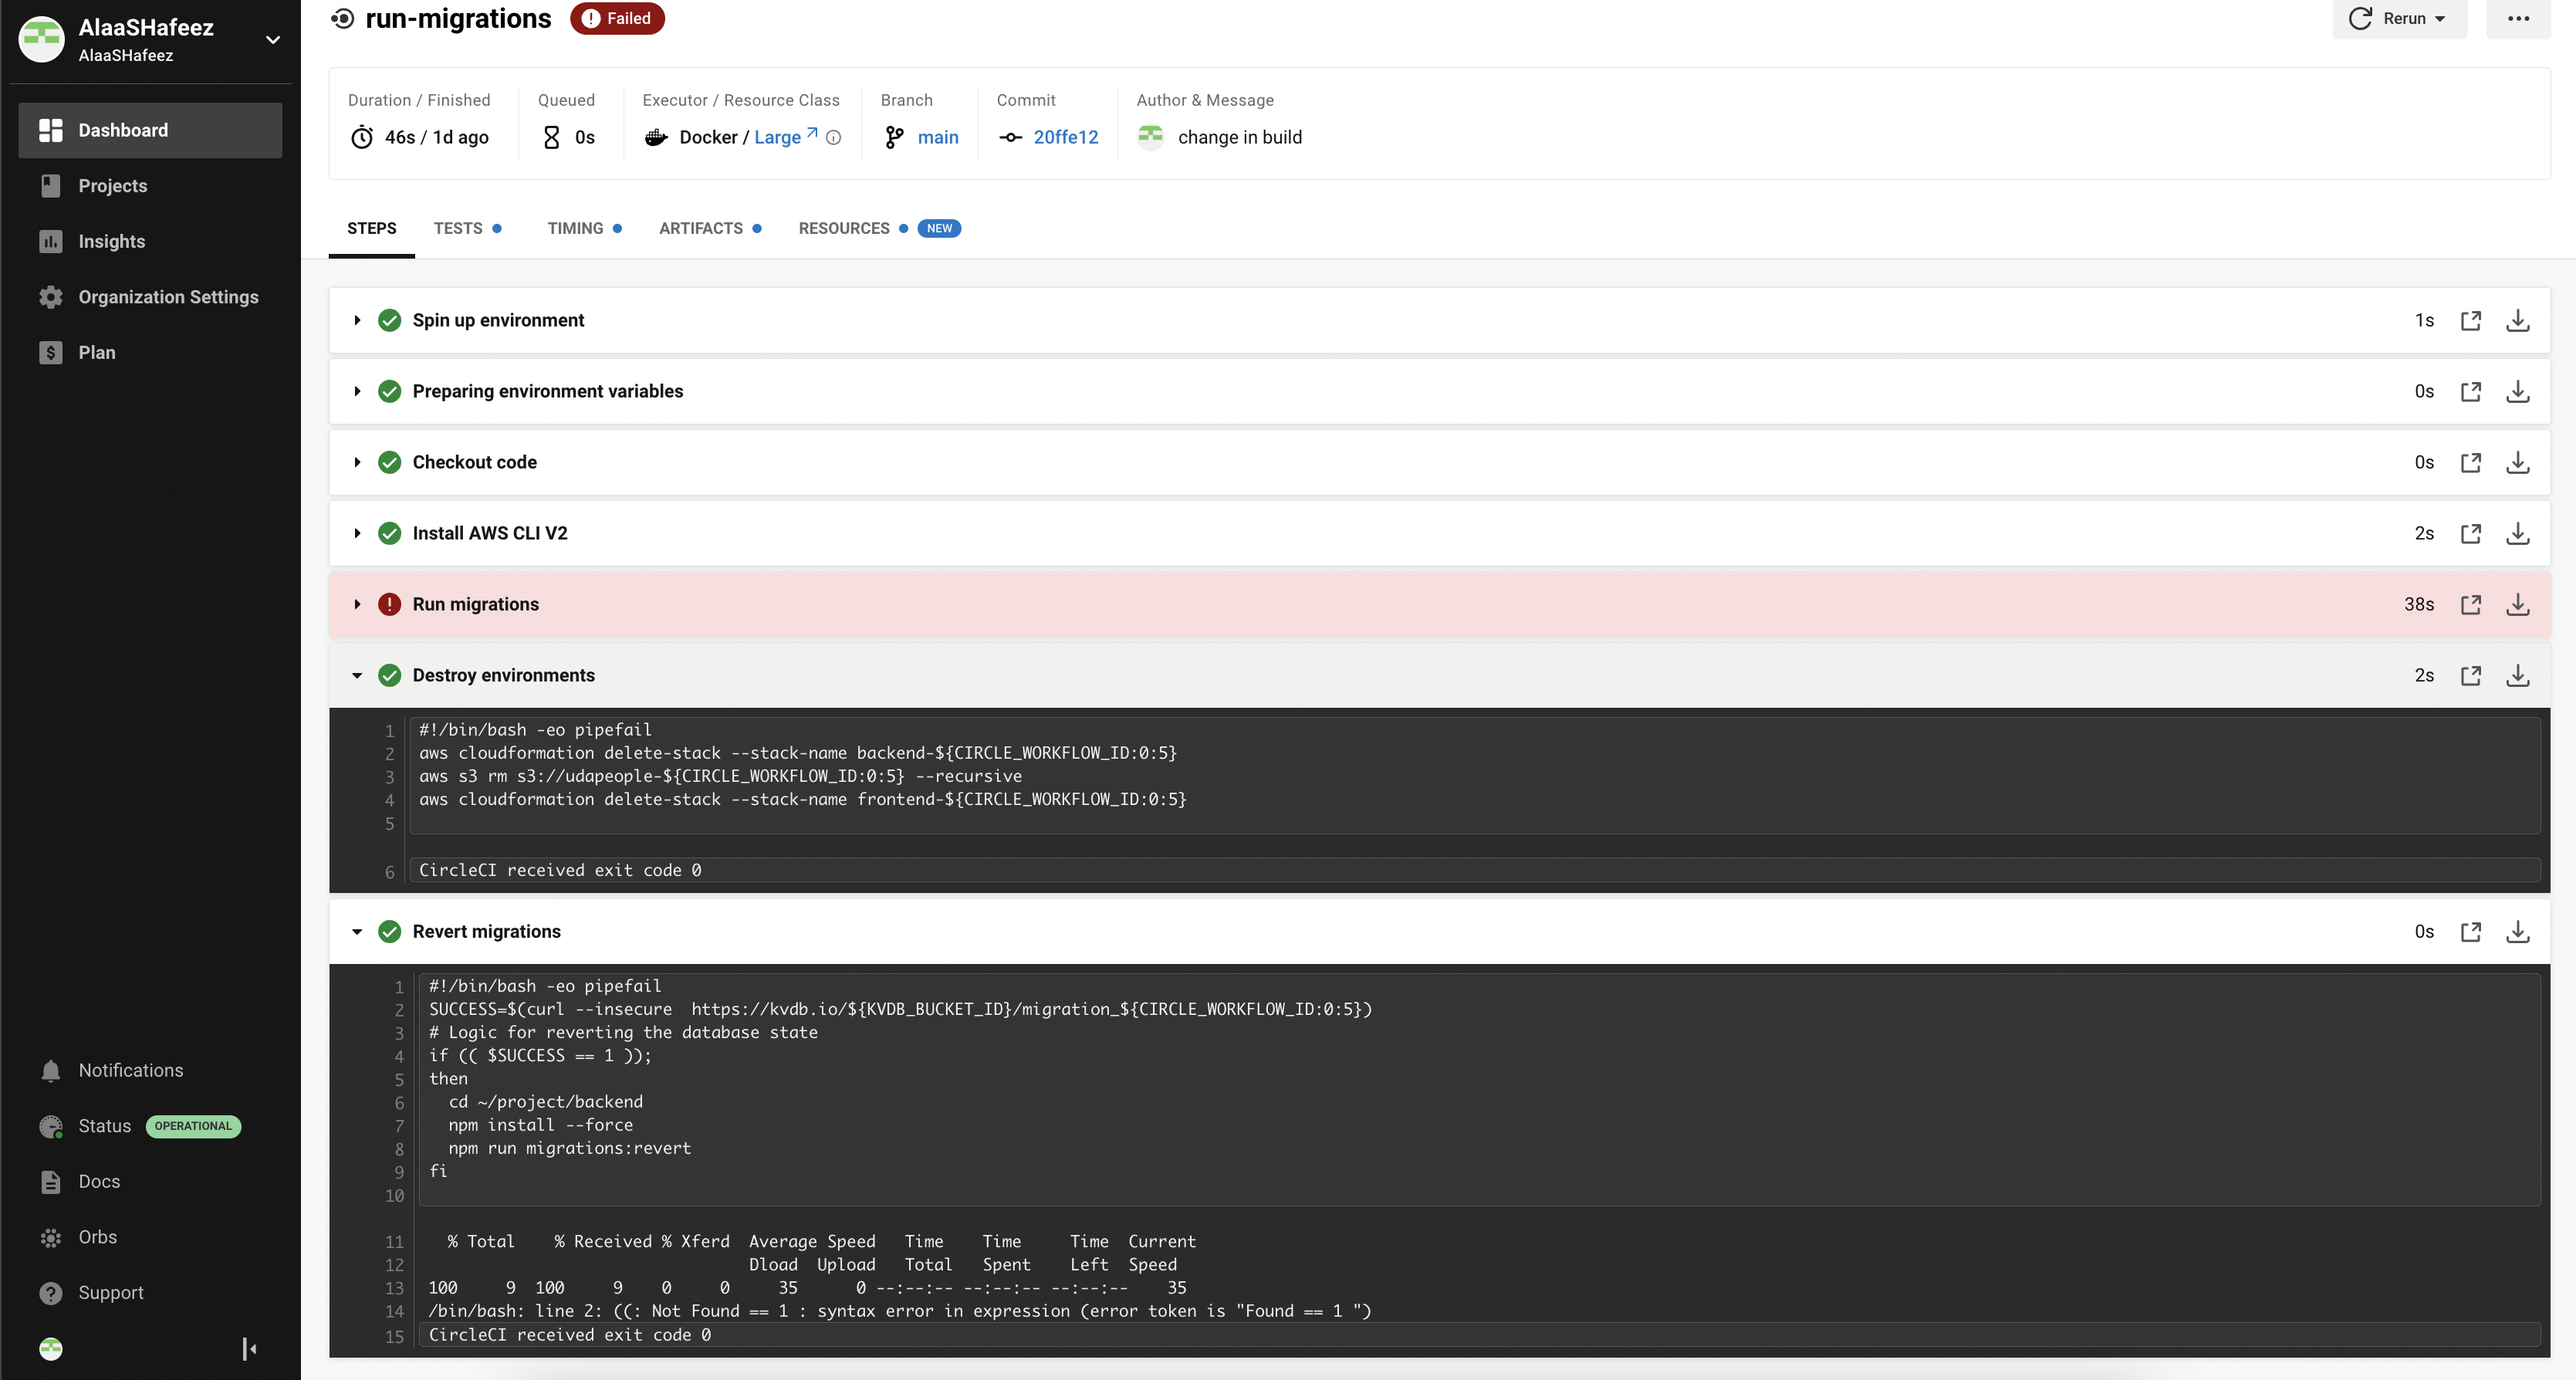 AlaaSHafeez
AlaaSHafeez
Dashboard
Projects
Insights
Organization Settings
Plan
Notifications
Status OPERATIONAL
Docs
Orbs
Support
run-migrations Failed
Rerun
Duration / Finished
46s / 1d ago
Queued
0s
Executor / Resource Class
Docker / Large
Branch
main
Commit
20ffe12
Author & Message
change in build
STEPS TESTS TIMING ARTIFACTS RESOURCES NEW
Spin up environment 1s
Preparing environment variables 0s
Checkout code 0s
Install AWS CLI V2 2s
Run migrations 38s
Destroy environments 2s
1 #!/bin/bash -eo pipefail
2 aws cloudformation delete-stack --stack-name backend-${CIRCLE_WORKFLOW_ID:0:5}
3 aws s3 rm s3://udapeople-${CIRCLE_WORKFLOW_ID:0:5} --recursive
4 aws cloudformation delete-stack --stack-name frontend-${CIRCLE_WORKFLOW_ID:0:5}
5
6 CircleCI received exit code 0
Revert migrations 0s
1 #!/bin/bash -eo pipefail
2 SUCCESS=$(curl --insecure  https://kvdb.io/${KVDB_BUCKET_ID}/migration_${CIRCLE_WORKFLOW_ID:0:5})
3 # Logic for reverting the database state
4 if (( $SUCCESS == 1 ));
5 then
6   cd ~/project/backend
7   npm install --force
8   npm run migrations:revert
9 fi
10
11   % Total    % Received % Xferd  Average Speed   Time    Time     Time  Current
12                                  Dload  Upload   Total   Spent    Left  Speed
13 100     9  100     9    0     0     35      0 --:--:-- --:--:-- --:--:--    35
14 /bin/bash: line 2: ((: Not Found == 1 : syntax error in expression (error token is "Found == 1 ")
15 CircleCI received exit code 0